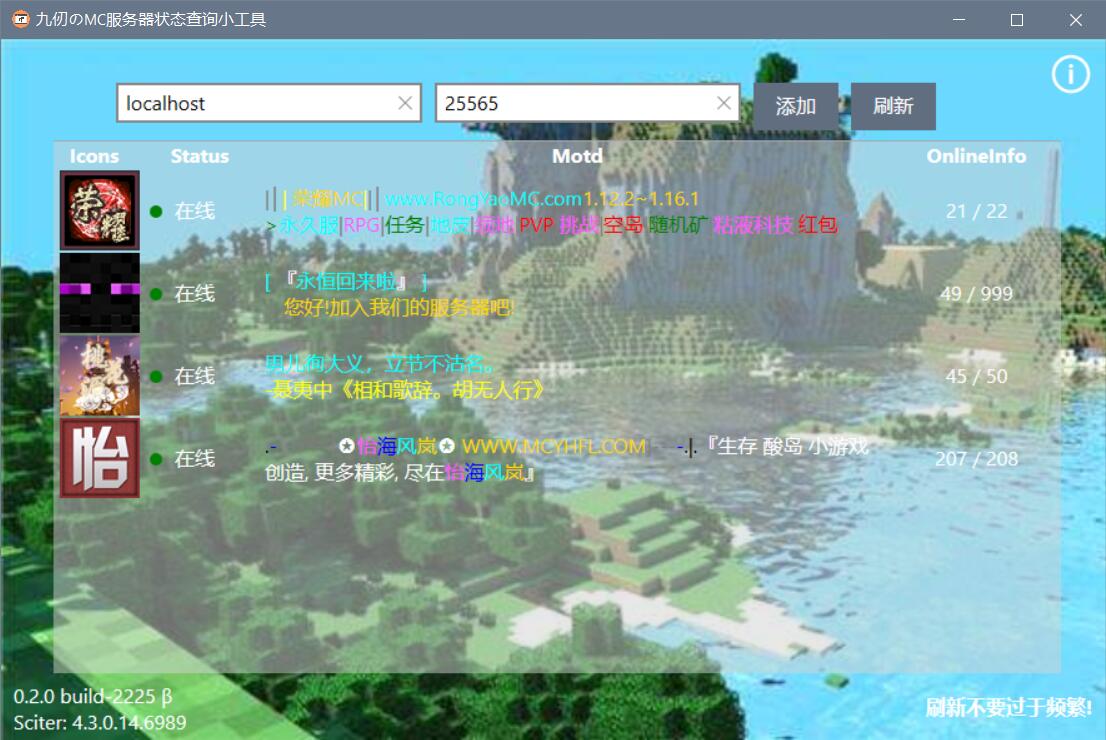 九仞のMC服务器状态查询小工具
localhost
25565
添加
刷新
Icons Status Motd OnlineInfo
荣耀
在线
|| | 荣耀MC| || www.RongYaoMC.com1.12.2~1.16.1
>永久服|RPG|任务|地皮|领地 PVP 挑战|空岛 随机矿 粘液科技 红包
21 / 22
在线
[ 『永恒回来啦』 ]
您好!加入我们的服务器吧!
49 / 999
桃花源
在线
男儿徇大义，立节不沽名。
-聂夷中《相和歌辞。胡无人行》
45 / 50
怡
在线
.- ✪怡海风岚✪ WWW.MCYHFL.COM -.|.『生存 酸岛 小游戏
创造, 更多精彩, 尽在怡海风岚』
207 / 208
0.2.0 build-2225 β
Sciter: 4.3.0.14.6989
刷新不要过于频繁!